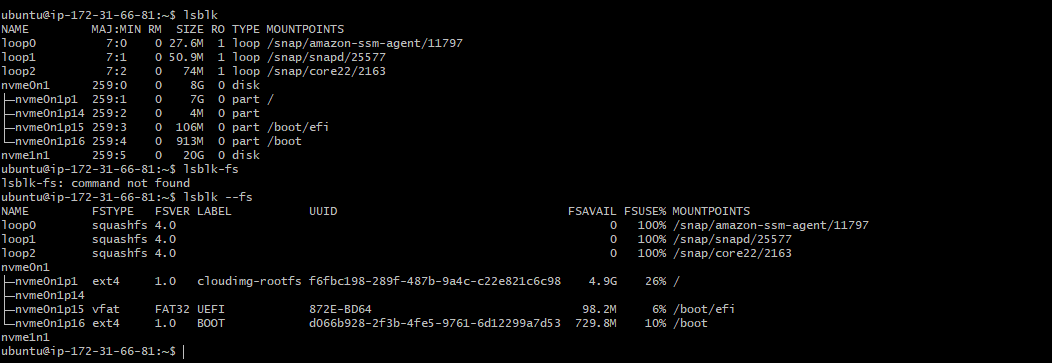 ubuntu@ip-172-31-66-81:~$ lsblk
NAME         MAJ:MIN RM   SIZE RO TYPE MOUNTPOINTS
loop0          7:0    0  27.6M  1 loop /snap/amazon-ssm-agent/11797
loop1          7:1    0  50.9M  1 loop /snap/snapd/25577
loop2          7:2    0    74M  1 loop /snap/core22/2163
nvme0n1      259:0    0     8G  0 disk
├─nvme0n1p1  259:1    0     7G  0 part /
├─nvme0n1p14 259:2    0     4M  0 part
├─nvme0n1p15 259:3    0   106M  0 part /boot/efi
└─nvme0n1p16 259:4    0   913M  0 part /boot
nvme1n1      259:5    0    20G  0 disk
ubuntu@ip-172-31-66-81:~$ lsblk-fs
lsblk-fs: command not found
ubuntu@ip-172-31-66-81:~$ lsblk --fs
NAME         FSTYPE   FSVER LABEL           UUID                                 FSAVAIL FSUSE% MOUNTPOINTS
loop0        squashfs 4.0                                                              0   100% /snap/amazon-ssm-agent/11797
loop1        squashfs 4.0                                                              0   100% /snap/snapd/25577
loop2        squashfs 4.0                                                              0   100% /snap/core22/2163
nvme0n1
├─nvme0n1p1  ext4     1.0   cloudimg-rootfs f6fbc198-289f-487b-9a4c-c22e821c6c98    4.9G    26% /
├─nvme0n1p14
├─nvme0n1p15 vfat     FAT32 UEFI            872E-BD64                              98.2M     6% /boot/efi
└─nvme0n1p16 ext4     1.0   BOOT            d066b928-2f3b-4fe5-9761-6d12299a7d53  729.8M    10% /boot
nvme1n1
ubuntu@ip-172-31-66-81:~$